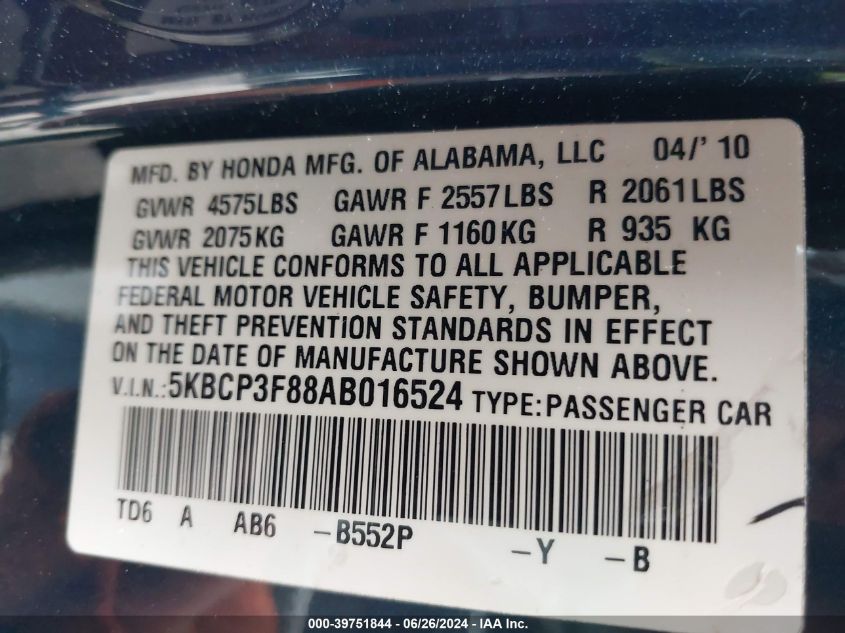 MFD. BY HONDA MFG. OF ALABAMA, LLC 04/' 10
GVWR 4575LBS GAWR F 2557LBS R 2061LBS
GVWR 2075KG GAWR F 1160KG R 935 KG
THIS VEHICLE CONFORMS TO ALL APPLICABLE
FEDERAL MOTOR VEHICLE SAFETY, BUMPER,
AND THEFT PREVENTION STANDARDS IN EFFECT
ON THE DATE OF MANUFACTURE SHOWN ABOVE.
V.I.N.:5KBCP3F88AB016524 TYPE:PASSENGER CAR
TD6 A AB6 -B552P -Y -B
000-39751844 - 06/26/2024 - IAA Inc.